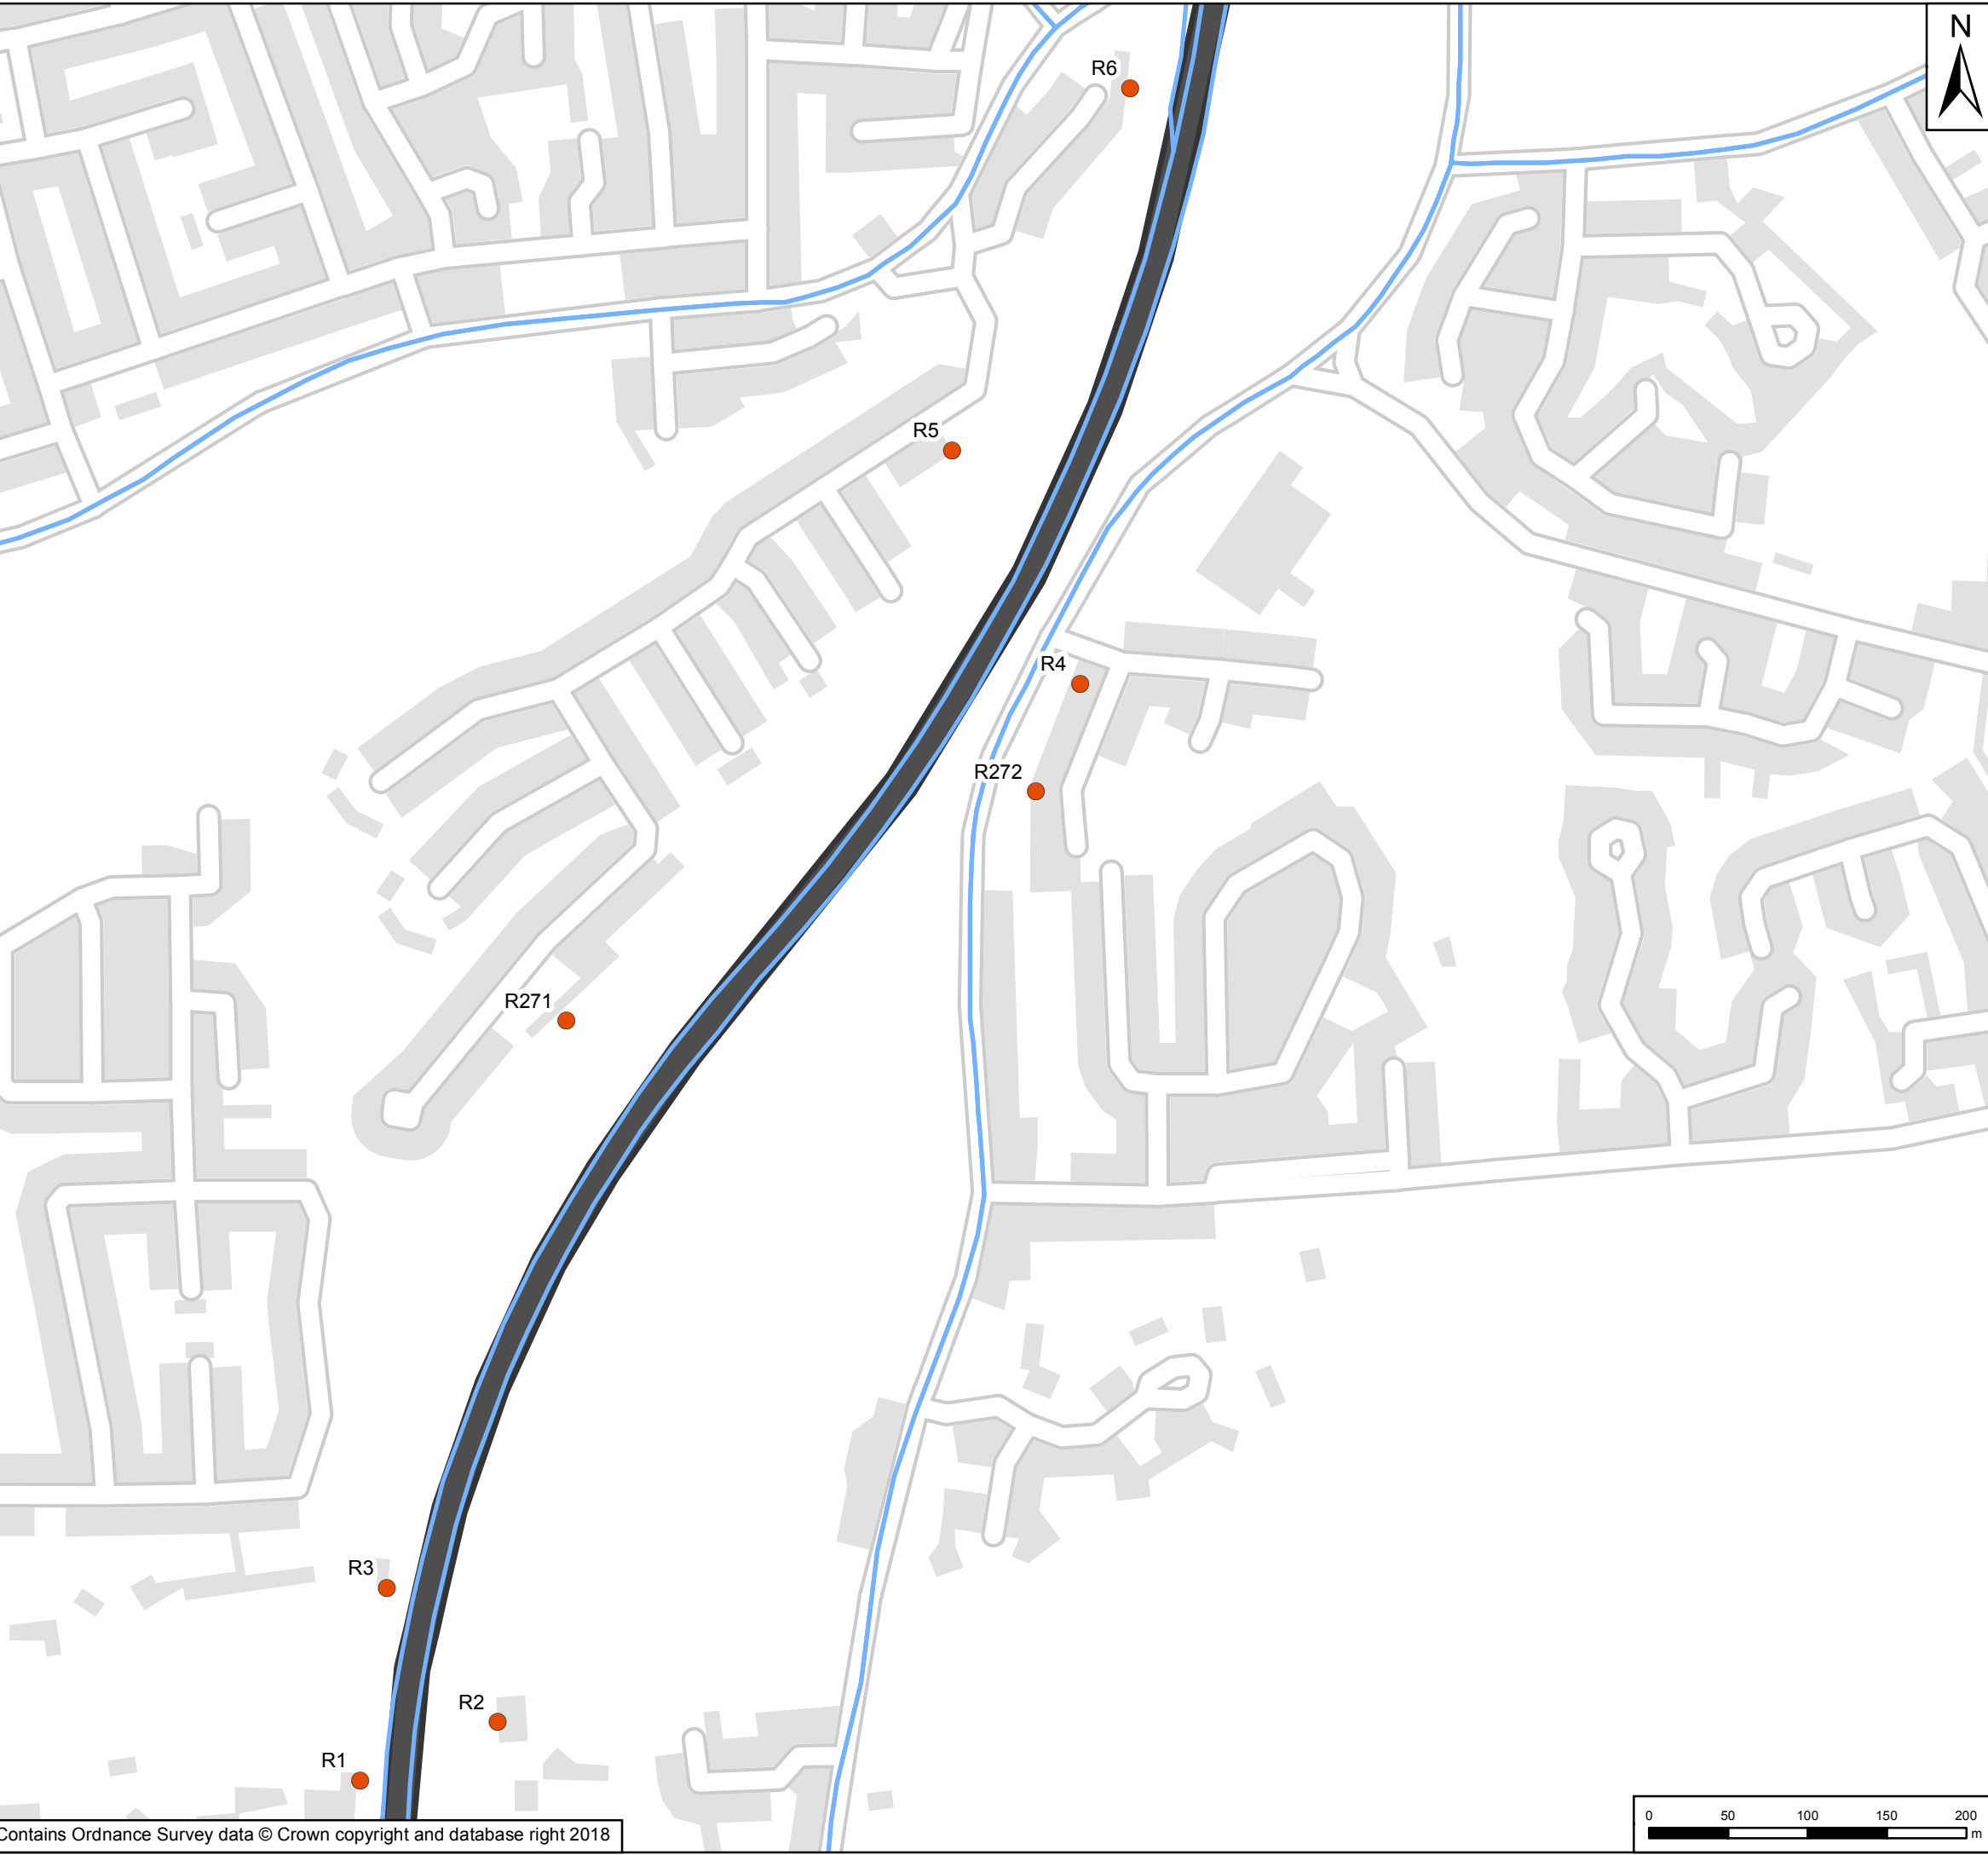 N
R6
R5
R4
R272
R271
R3
R2
R1
Contains Ordnance Survey data © Crown copyright and database right 2018
0 50 100 150 200
m